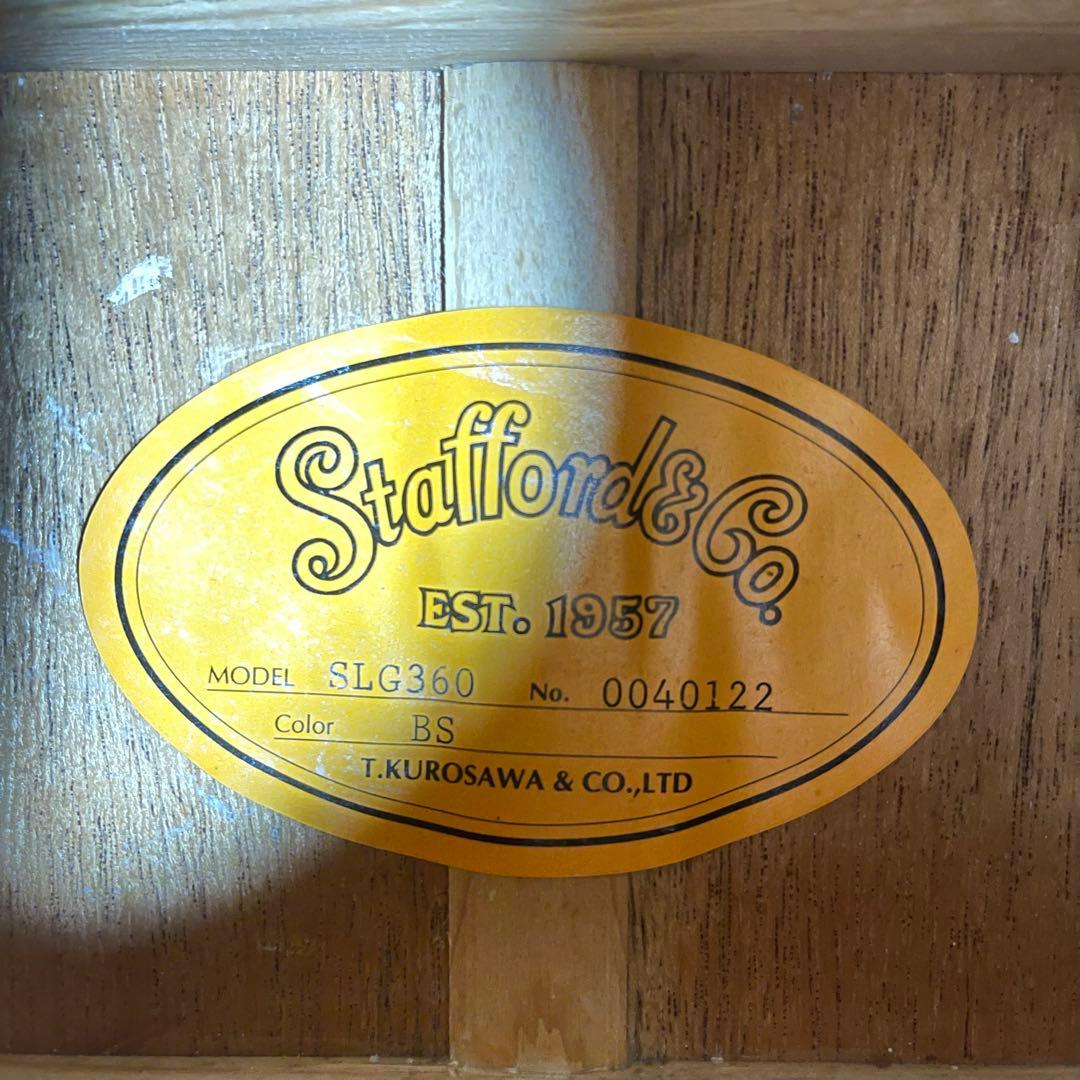 Stafford & Co.
EST. 1957
MODEL SLG360 No. 0040122
Color BS
T.KUROSAWA & CO.,LTD